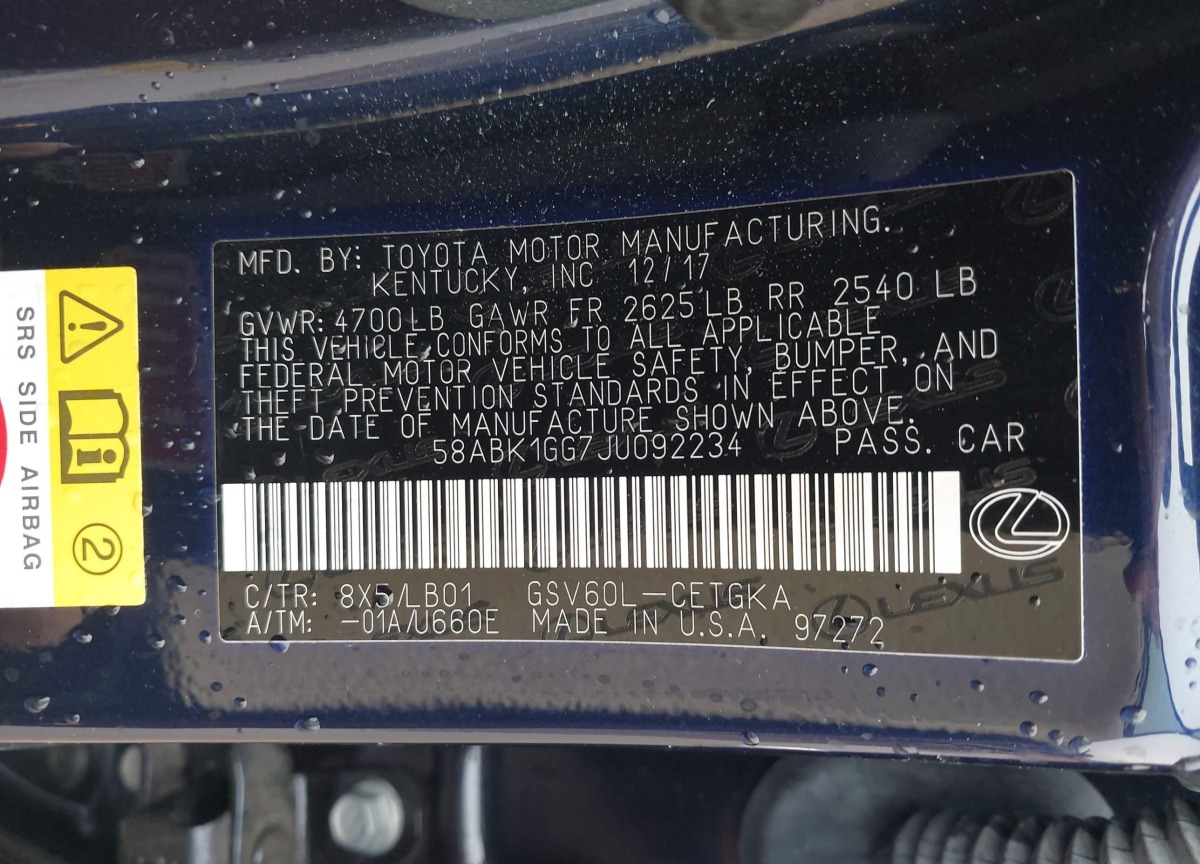 MFD. BY: TOYOTA MOTOR MANUFACTURING.
KENTUCKY, INC 12/17
GVWR: 4700LB GAWR FR 2625LB RR 2540 LB
THIS VEHICLE CONFORMS TO ALL APPLICABLE
FEDERAL MOTOR VEHICLE SAFETY, BUMPER, AND
THEFT PREVENTION STANDARDS IN EFFECT ON
THE DATE OF MANUFACTURE SHOWN ABOVE.
58ABK1GG7JU092234 PASS. CAR
C/TR: 8X5/LB01 GSV60L-CETGKA
A/TM: -01A/U660E MADE IN U.S.A. 97272
LEXUS
SRS SIDE AIRBAG
2